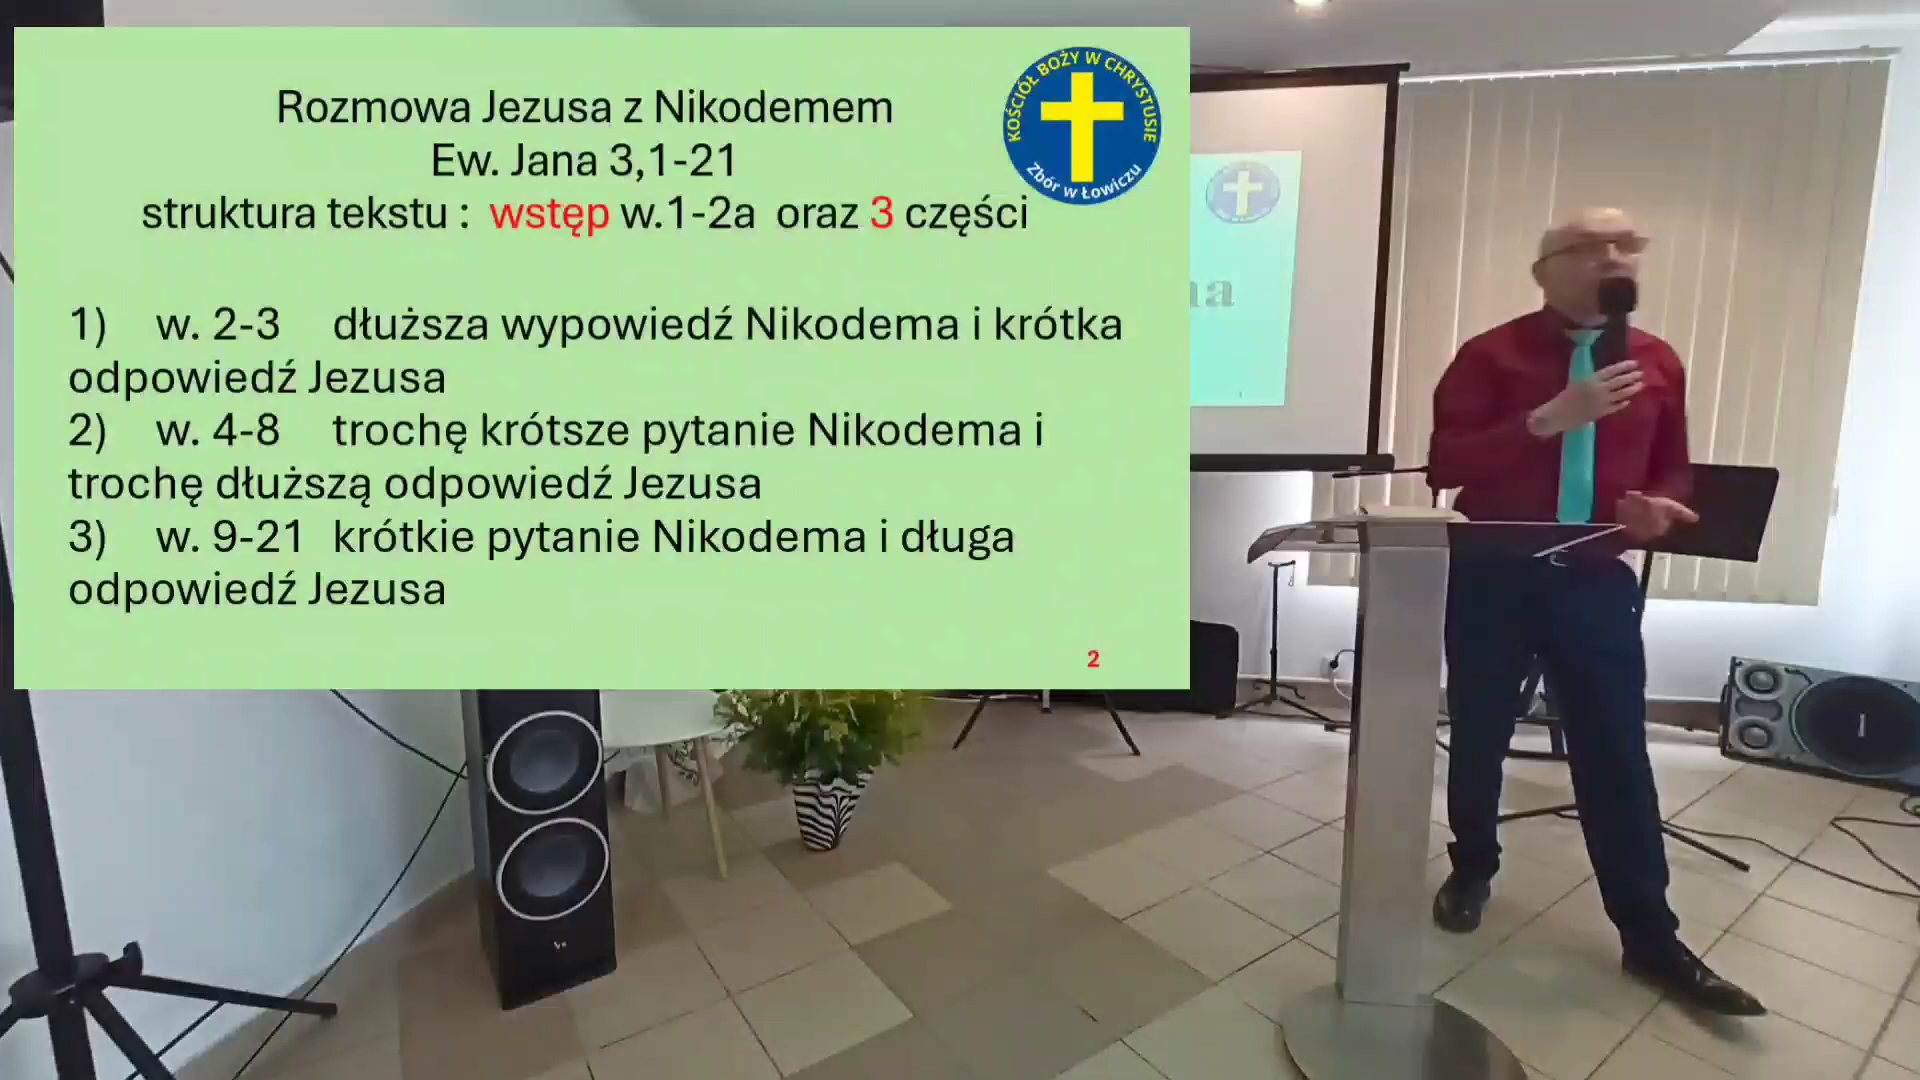 Rozmowa Jezusa z Nikodemem
Ew. Jana 3,1-21
struktura tekstu : wstęp w.1-2a oraz 3 części
KOŚCIÓŁ BOŻY W CHRYSTUSIE
Zbór w Łowiczu
1) w. 2-3 dłuższa wypowiedź Nikodema i krótka
odpowiedź Jezusa
2) w. 4-8 trochę krótsze pytanie Nikodema i
trochę dłuższą odpowiedź Jezusa
3) w. 9-21 krótkie pytanie Nikodema i długa
odpowiedź Jezusa
2